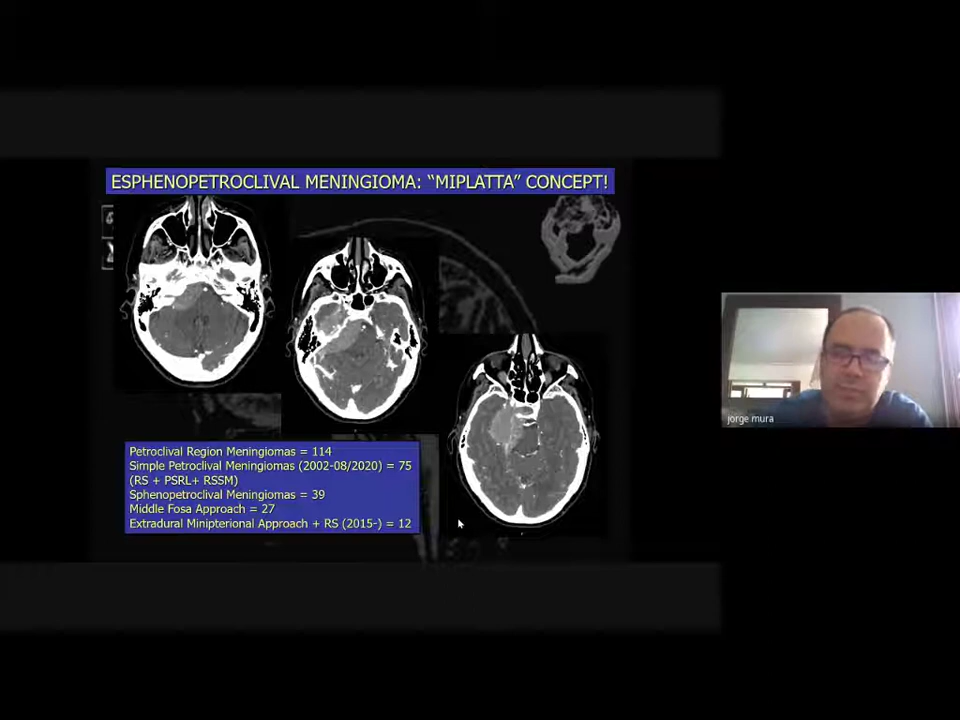 ESPHENOPETROCLIVAL MENINGIOMA: “MIPLATTA” CONCEPT!
Petroclival Region Meningiomas = 114
Simple Petroclival Meningiomas (2002-08/2020) = 75
(RS + PSRL+ RSSM)
Sphenopetroclival Meningiomas = 39
Middle Fosa Approach = 27
Extradural Minipterional Approach + RS (2015-) = 12
jorge mura